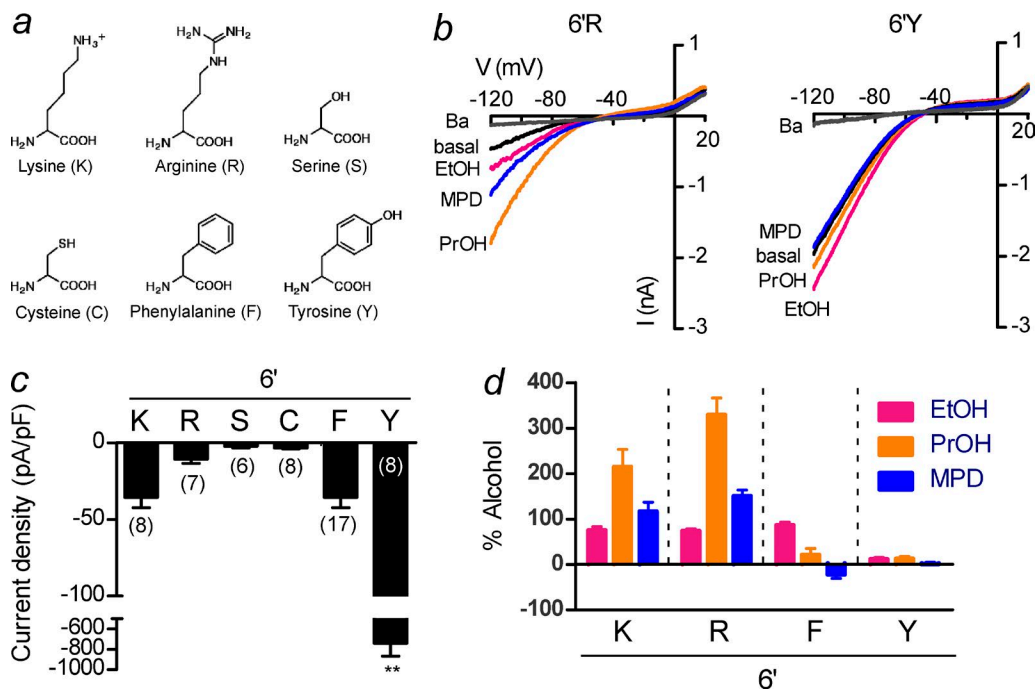 a
NH₃⁺
H₂N COOH
Lysine (K)
NH₂
H₂N
NH
H₂N COOH
Arginine (R)
OH
H₂N COOH
Serine (S)
SH
H₂N COOH
Cysteine (C)
H₂N COOH
Phenylalanine (F)
OH
H₂N COOH
Tyrosine (Y)
b
6'R
V (mV)
-120 -80 -40
20
1
-1
-2
-3
I (nA)
Ba
basal
EtOH
MPD
PrOH
6'Y
-120 -80 -40
20
1
0
-1
-2
-3
Ba
MPD
basal
PrOH
EtOH
c
6'
K R S C F Y
Current density (pA/pF)
0
-50
-100
-600
-800
-1000
(8)
(7)
(6)
(8)
(17)
(8)
**
d
% Alcohol
400
300
200
100
0
-100
EtOH
PrOH
MPD
K R F Y
6'